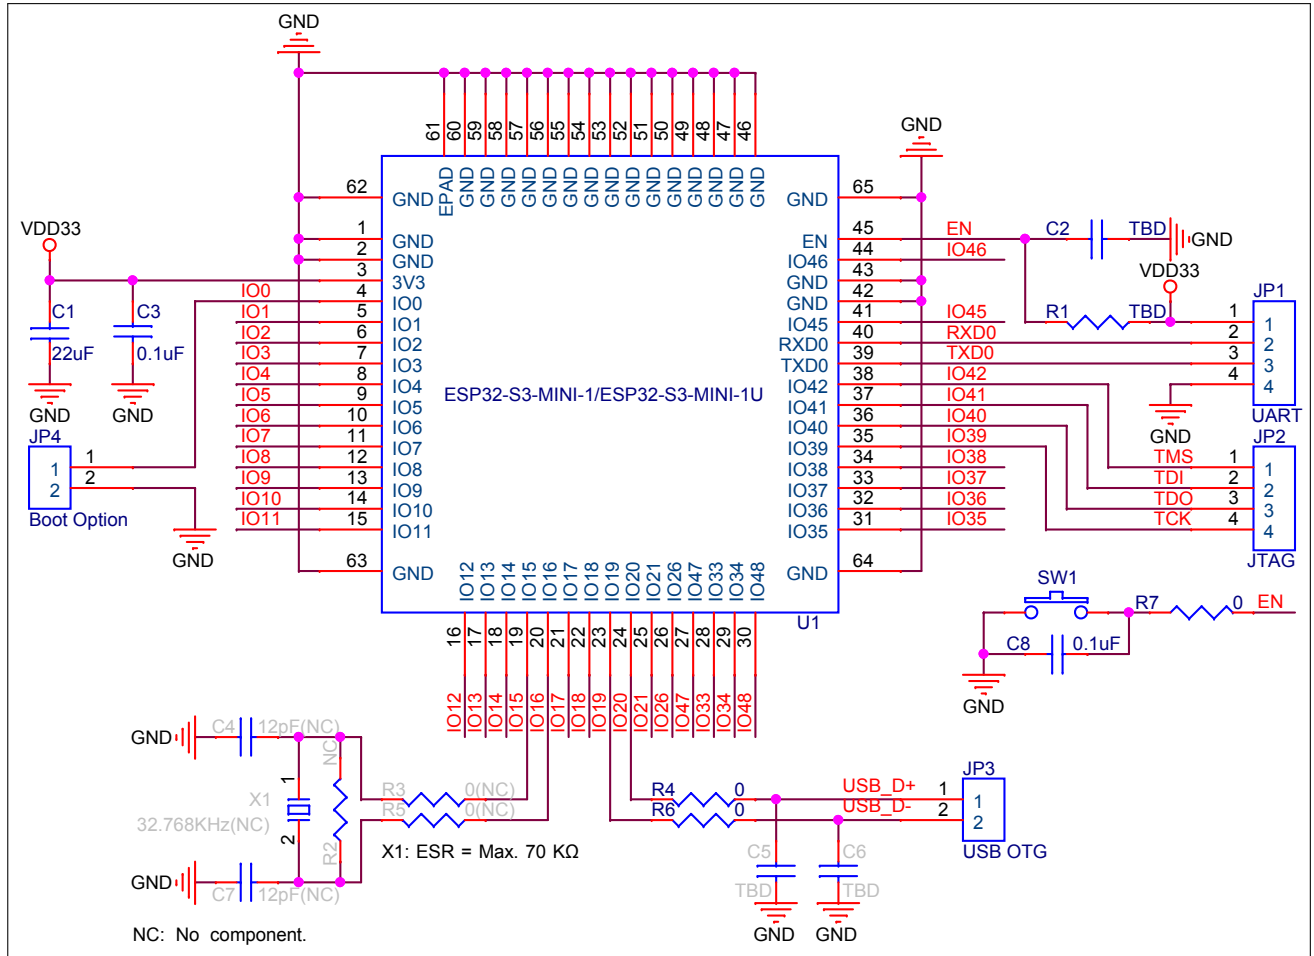 GND
61 60 59 58 57 56 55 54 53 52 51 50 49 48 47 46
EPAD GND GND GND GND GND GND GND GND GND GND GND GND GND GND GND
GND
62 GND
GND 65
VDD33
1 GND
2 GND
3 3V3
IO0 4 IO0
IO1 5 IO1
IO2 6 IO2
IO3 7 IO3
IO4 8 IO4
IO5 9 IO5
IO6 10 IO6
IO7 11 IO7
IO8 12 IO8
IO9 13 IO9
IO10 14 IO10
IO11 15 IO11
63 GND
C1
22uF
GND
C3
0.1uF
GND
JP4
1 1
2 2
Boot Option
GND
ESP32-S3-MINI-1/ESP32-S3-MINI-1U
U1
EN 45 EN
IO46 44 IO46
GND 43
GND 42
IO45 41 IO45
RXD0 40 RXD0
TXD0 39 TXD0
IO42 38 IO42
IO41 37 IO41
IO40 36 IO40
IO39 35 IO39
IO38 34 IO38
IO37 33 IO37
IO36 32 IO36
IO35 31 IO35
GND 64
C2 TBD
GND
VDD33
R1 TBD
JP1
1 1
2 2
3 3
4 4
UART
GND
JP2
TMS 1 1
TDI 2 2
TDO 3 3
TCK 4 4
JTAG
SW1
R7 0 EN
C8 0.1uF
GND
IO12 IO13 IO14 IO15 IO16 IO17 IO18 IO19 IO20 IO21 IO26 IO47 IO33 IO34 IO48
16 17 18 19 20 21 22 23 24 25 26 27 28 29 30
IO12 IO13 IO14 IO15 IO16 IO17 IO18 IO19 IO20 IO21 IO26 IO47 IO33 IO34 IO48
GND C4 12pF(NC)
NC
1
X1
32.768KHz(NC)
2
R2
R3 0(NC)
R5 0(NC)
X1: ESR = Max. 70 KΩ
GND C7 12pF(NC)
NC: No component.
R4 0 USB_D+ 1 1
R6 0 USB_D- 2 2
JP3
USB OTG
C5
TBD
GND
C6
TBD
GND